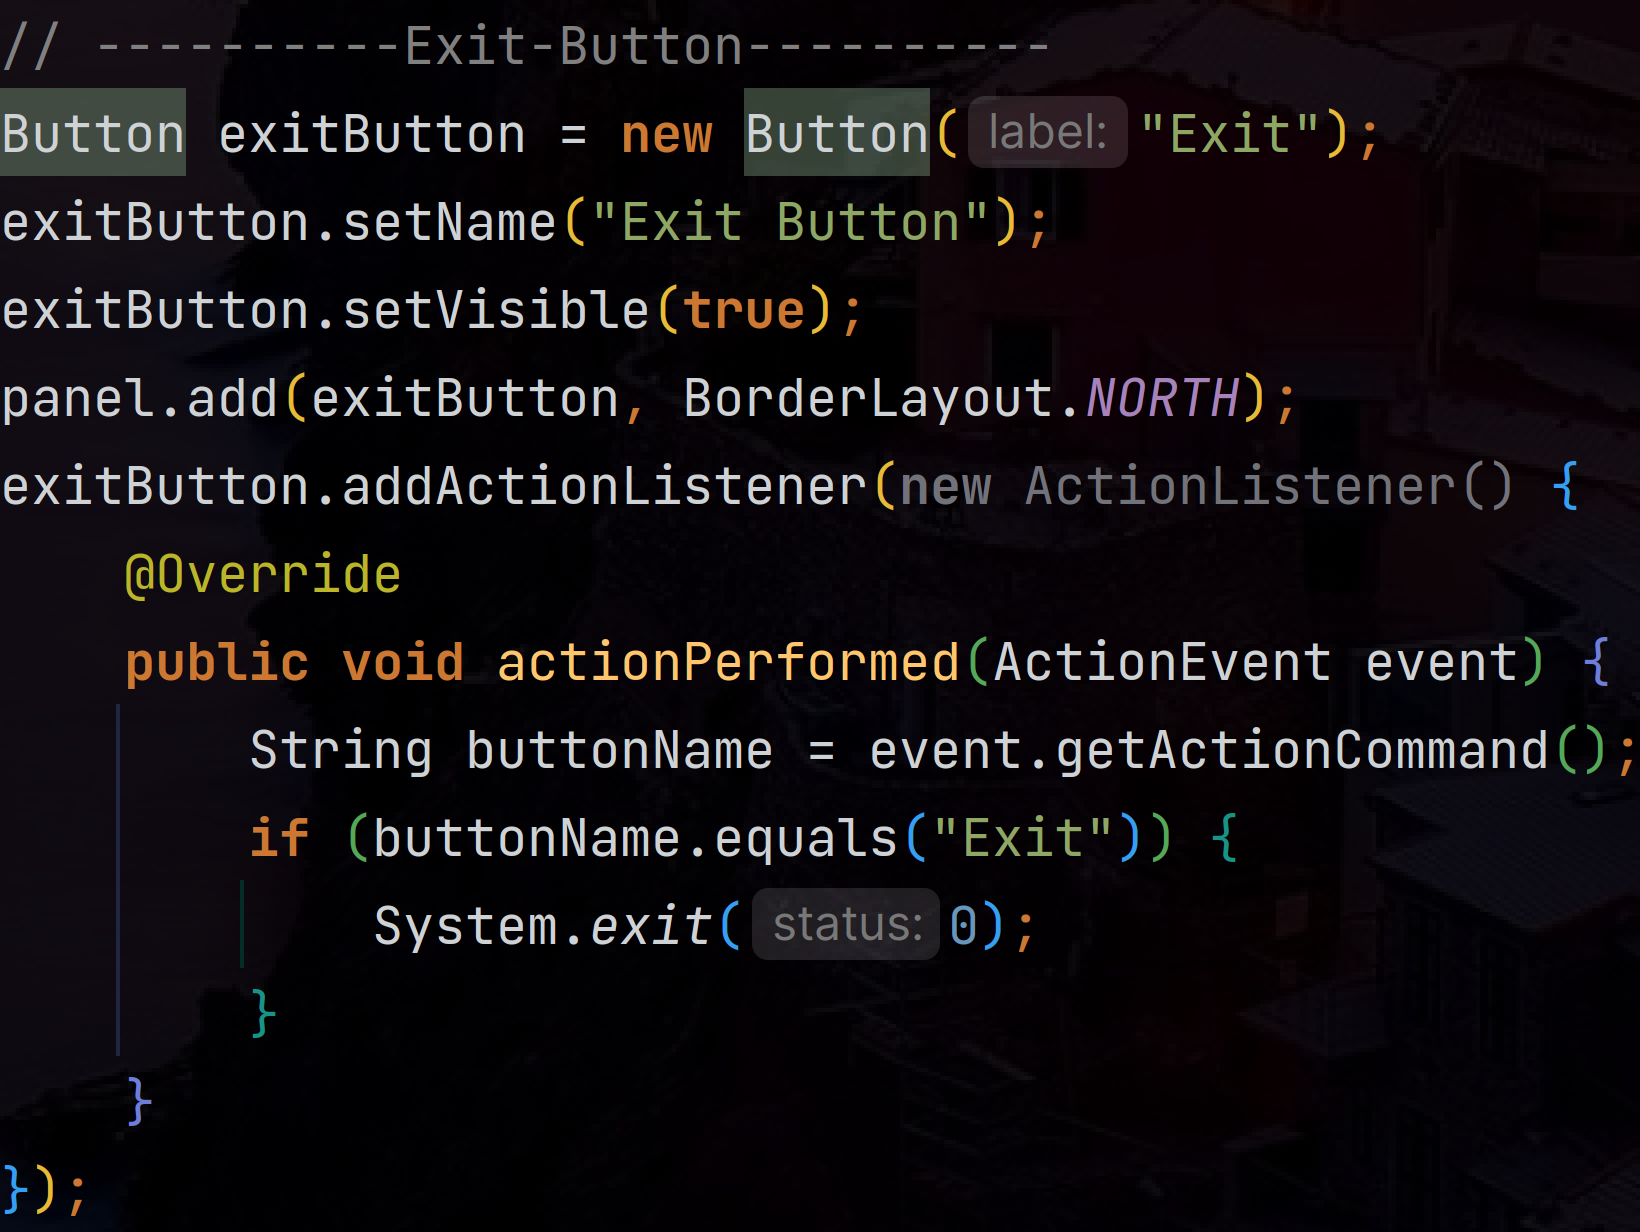 // ----------Exit-Button----------
Button exitButton = new Button( label: "Exit");
exitButton.setName("Exit Button");
exitButton.setVisible(true);
panel.add(exitButton, BorderLayout.NORTH);
exitButton.addActionListener(new ActionListener() {
    @Override
    public void actionPerformed(ActionEvent event) {
        String buttonName = event.getActionCommand();
        if (buttonName.equals("Exit")) {
            System.exit( status: 0);
        }
    }
});